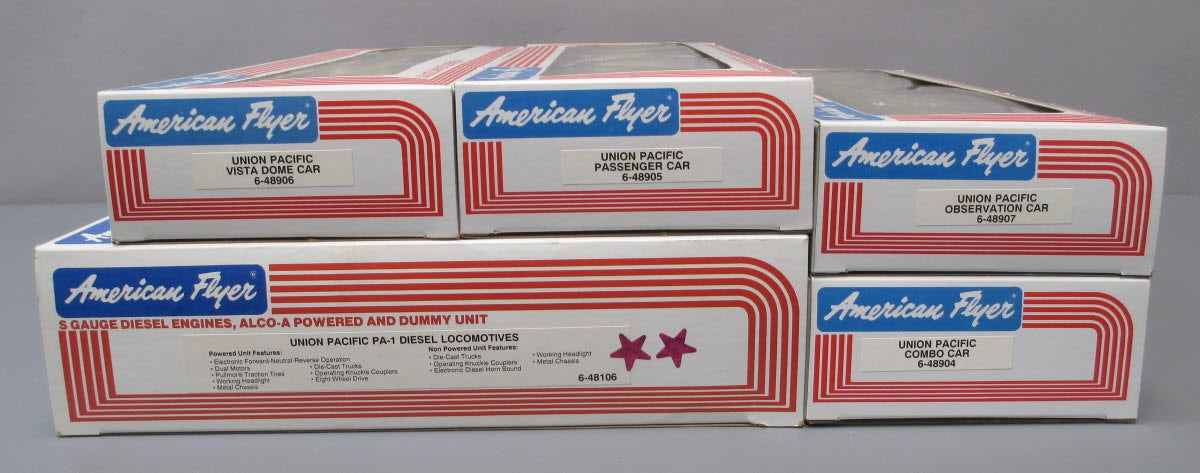 American Flyer®
UNION PACIFIC
VISTA DOME CAR
6-48906
American Flyer®
UNION PACIFIC
PASSENGER CAR
6-48905
American Flyer®
UNION PACIFIC
OBSERVATION CAR
6-48907
American Flyer®
S GAUGE DIESEL ENGINES, ALCO-A POWERED AND DUMMY UNIT
UNION PACIFIC PA-1 DIESEL LOCOMOTIVES
Powered Unit Features:
• Electronic Forward-Neutral-Reverse Operation
• Dual Motors
• Pullmor® Traction Tires
• Working Headlight
• Metal Chassis
• Die-Cast Trucks
• Operating Knuckle Couplers
• Eight Wheel Drive
Non Powered Unit Features:
• Die-Cast Trucks
• Operating Knuckle Couplers
• Electronic Diesel Horn Sound
• Working Headlight
• Metal Chassis
6-48106
American Flyer®
UNION PACIFIC
COMBO CAR
6-48904